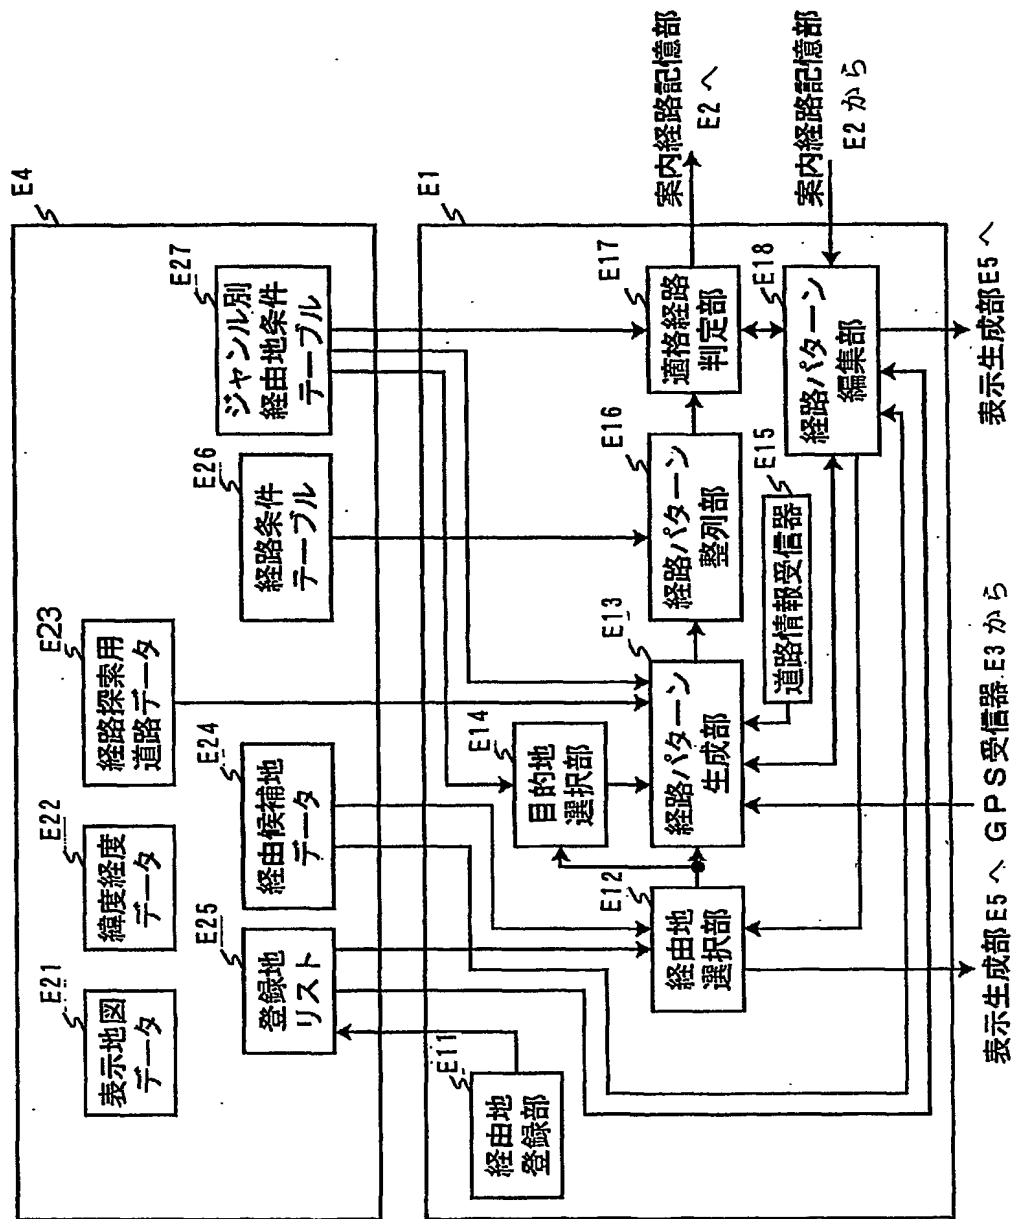 E4
E21
表示地図
データ
E22
緯度経度
データ
E23
経路探索用
道路データ
E25
登録地
リスト
E24
経由候補地
データ
E26
経路条件
テーブル
E27
ジャンル別
経由地条件
テーブル
E1
E11
経由地
登録部
E12
経由地
選択部
E14
目的地
選択部
E13
経路パターン
生成部
E16
経路パターン
整列部
E17
適格経路
判定部
E15
道路情報受信器
E18
経路パターン
編集部
案内経路記憶部
E2 へ
案内経路記憶部
E2 から
表示生成部E5 へ
GPS受信器 E3 から
表示生成部E5 へ